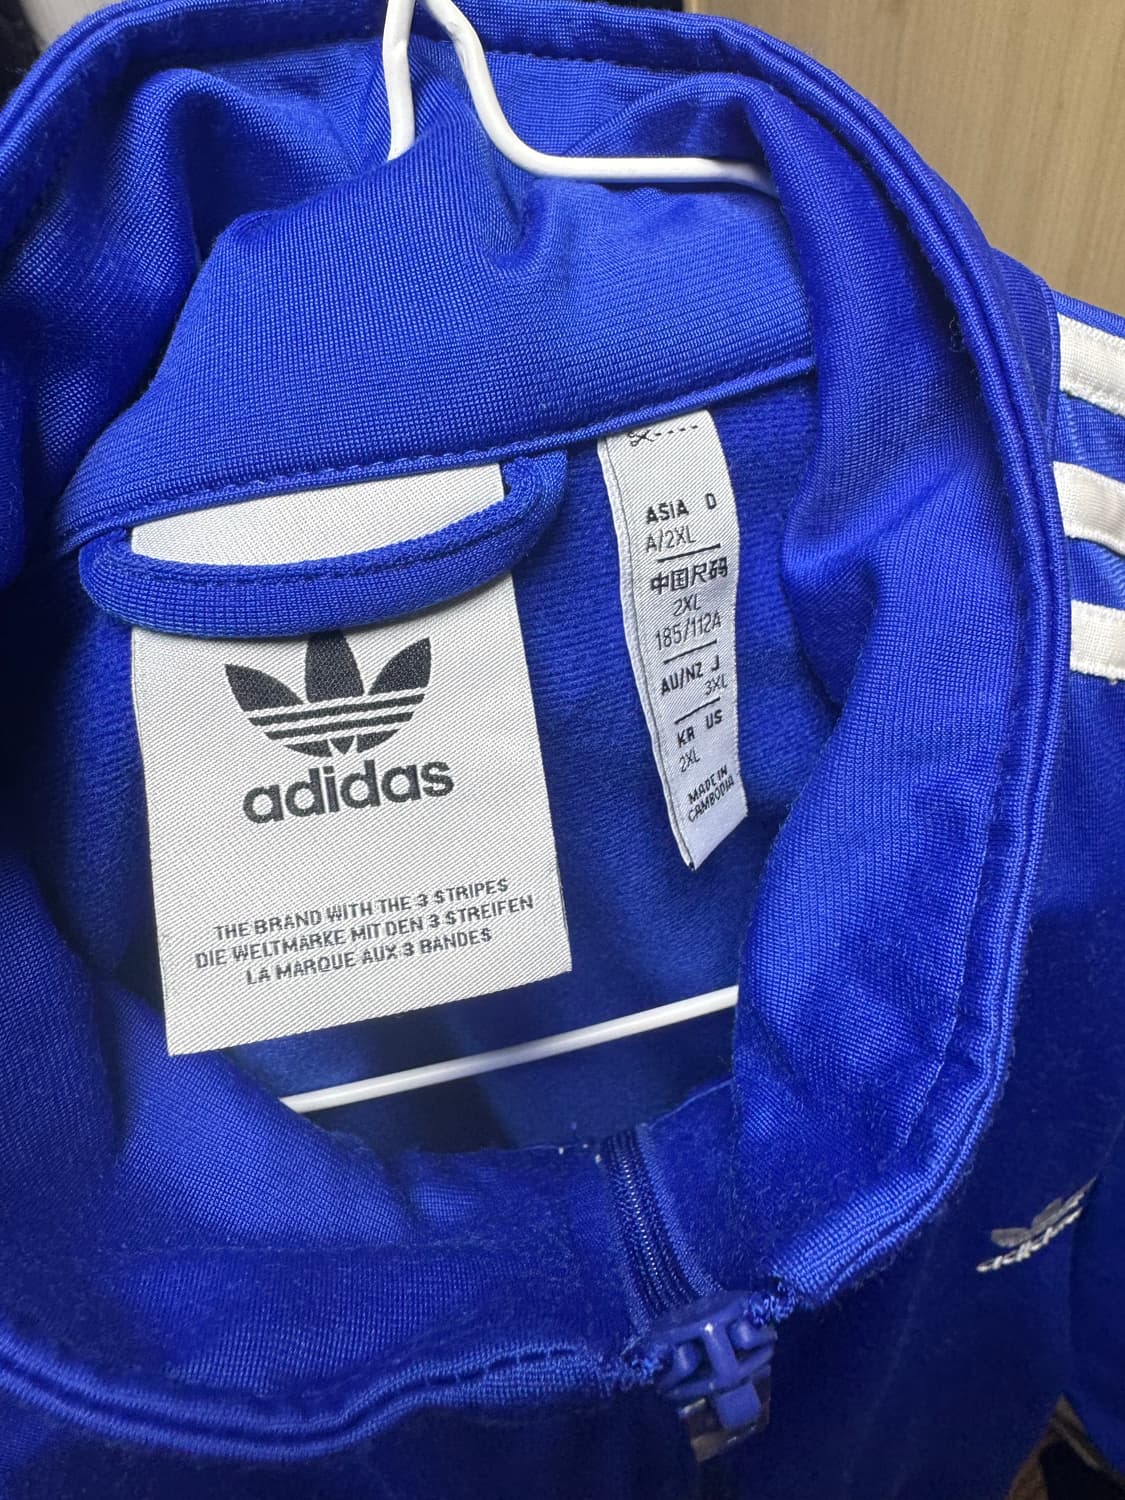 adidas
THE BRAND WITH THE 3 STRIPES
DIE WELTMARKE MIT DEN 3 STREIFEN
LA MARQUE AUX 3 BANDES
ASIA D
A/2XL
中国尺码
2XL
185/112A
AU/NZ J
3XL
KR US
2XL
MADE IN
CAMBODIA
adidas